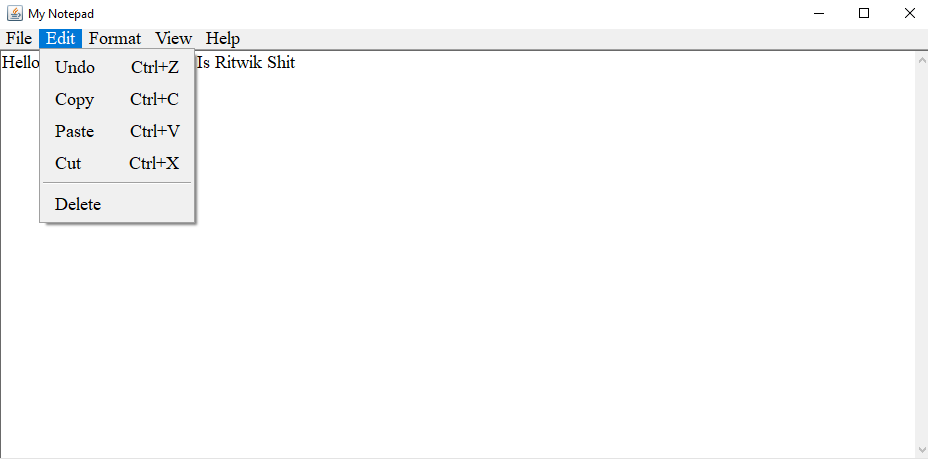 My Notepad
File Edit Format View Help
Hello Is Ritwik Shit
Undo Ctrl+Z
Copy Ctrl+C
Paste Ctrl+V
Cut Ctrl+X
Delete